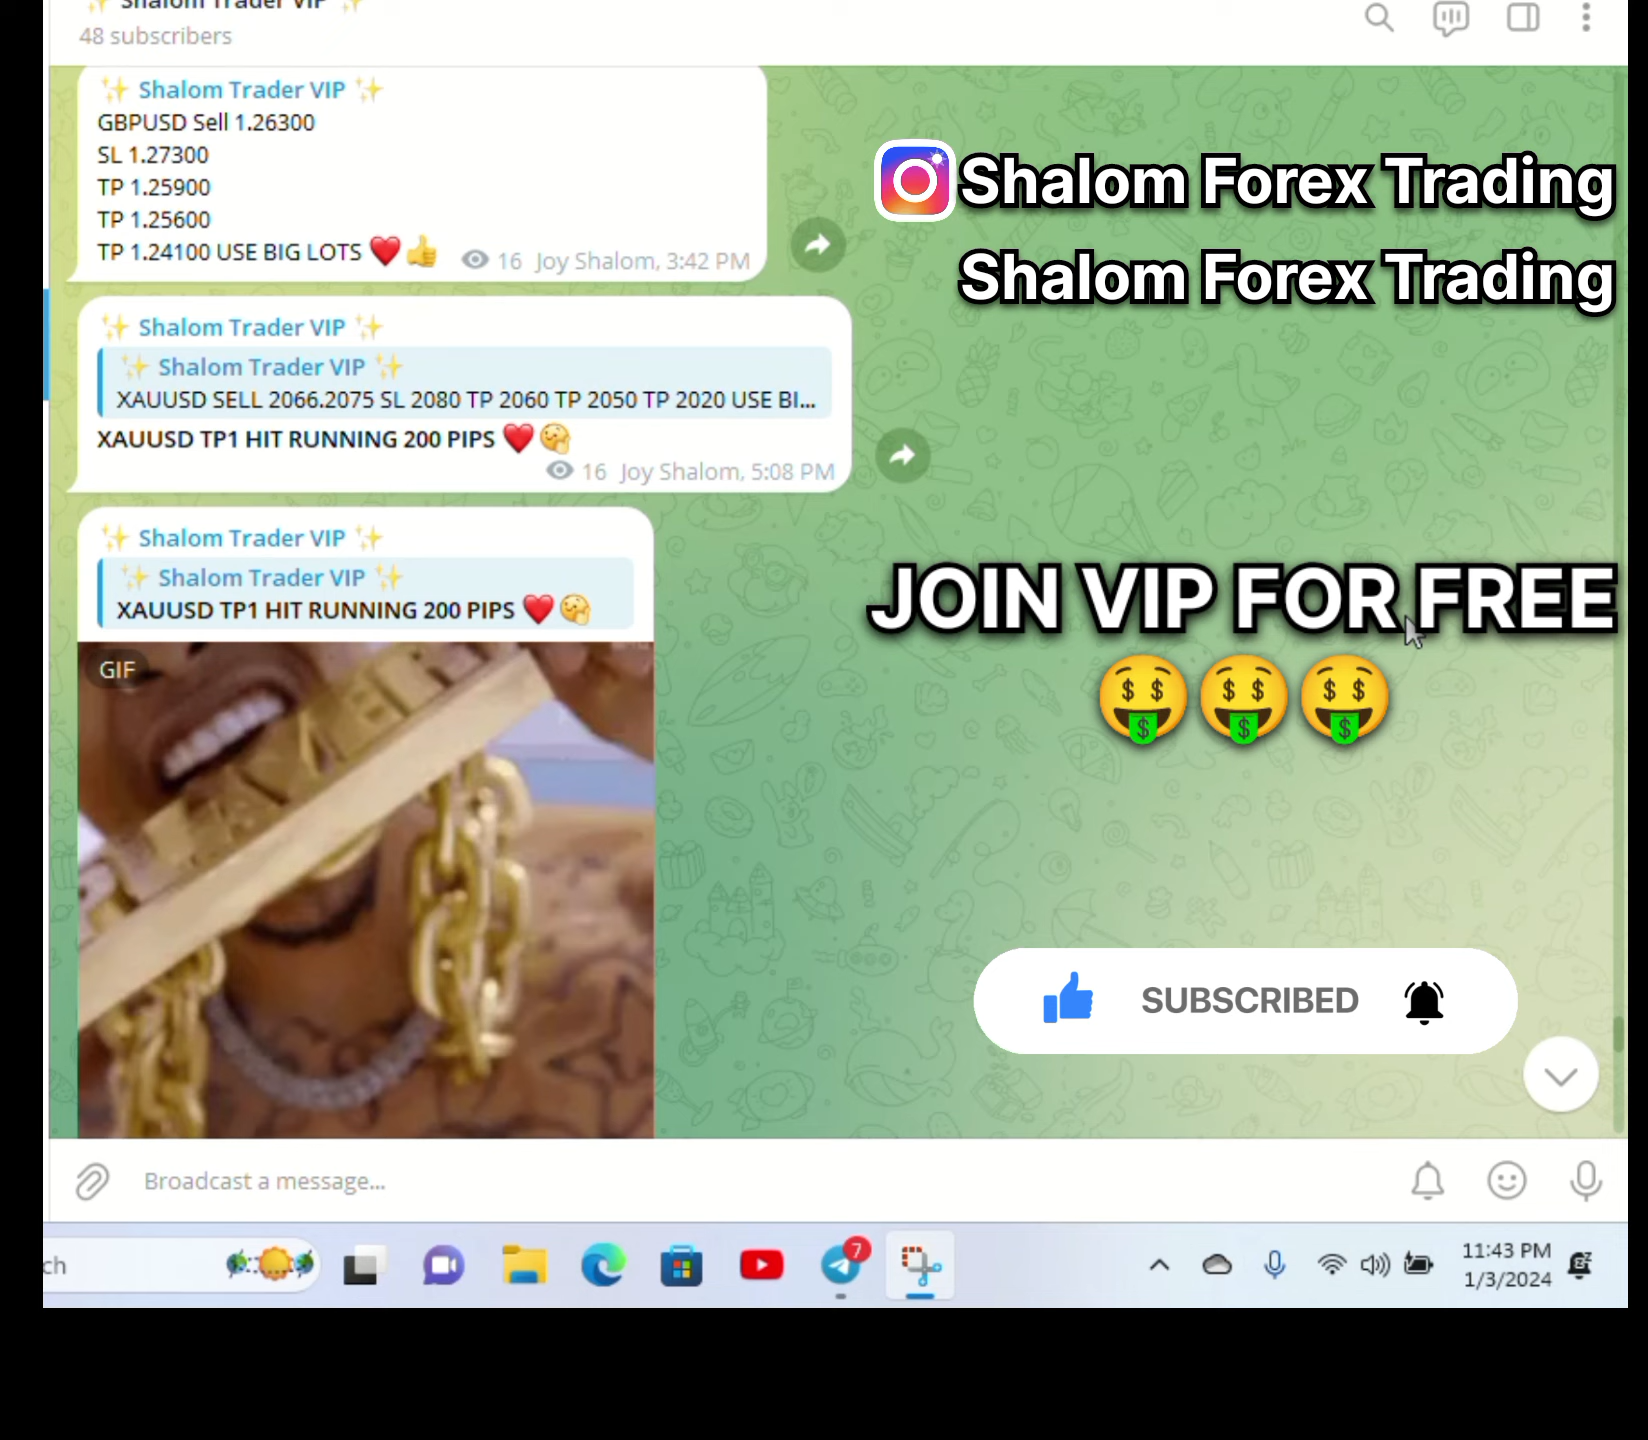 ✨ Shalom Trader VIP ✨
48 subscribers
✨ Shalom Trader VIP ✨
GBPUSD Sell 1.26300
SL 1.27300
TP 1.25900
TP 1.25600
TP 1.24100 USE BIG LOTS ❤️👍
16 Joy Shalom, 3:42 PM
Shalom Forex Trading
Shalom Forex Trading
✨ Shalom Trader VIP ✨
✨ Shalom Trader VIP ✨
XAUUSD SELL 2066.2075 SL 2080 TP 2060 TP 2050 TP 2020 USE BI...
XAUUSD TP1 HIT RUNNING 200 PIPS ❤️🫣
16 Joy Shalom, 5:08 PM
✨ Shalom Trader VIP ✨
✨ Shalom Trader VIP ✨
XAUUSD TP1 HIT RUNNING 200 PIPS ❤️🫣
GIF
JOIN VIP FOR FREE
🤑🤑🤑
SUBSCRIBED
Broadcast a message...
ch
7
11:43 PM
1/3/2024